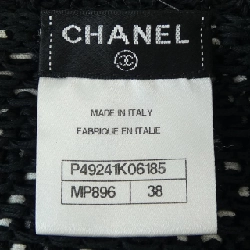 CHANEL
MADE IN ITALY
FABRIQUE EN ITALIE
P49241K06185
MP896 38